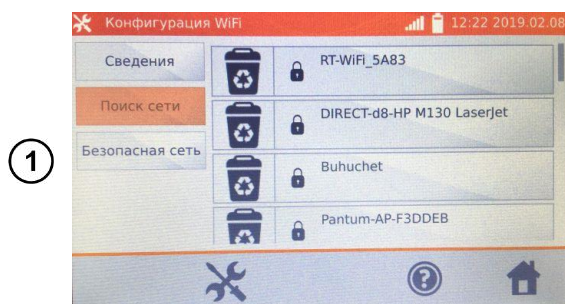 Конфигурация WiFi
12:22 2019.02.08
Сведения
Поиск сети
Безопасная сеть
RT-WiFi_5A83
DIRECT-d8-HP M130 LaserJet
Buhuchet
Pantum-AP-F3DDEB
1
?